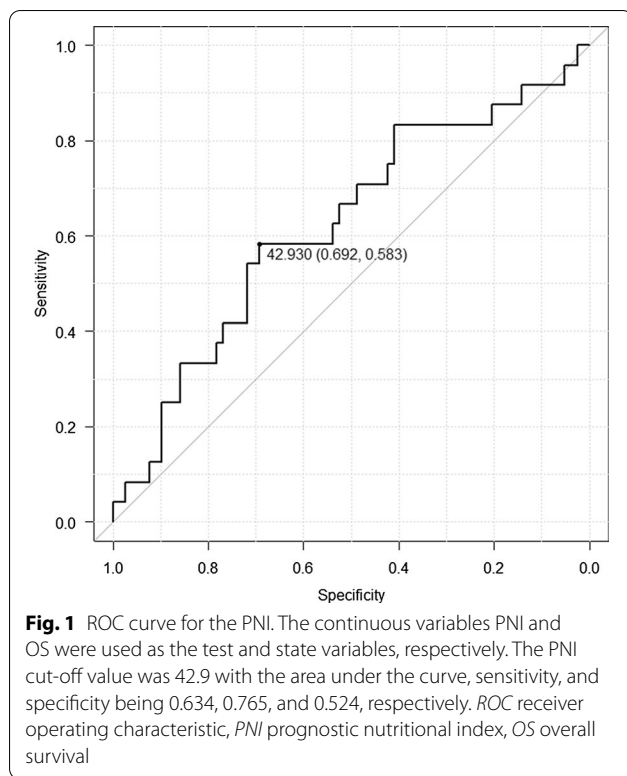 1.0
0.8
0.6
0.4
0.2
0.0
Sensitivity
42.930 (0.692, 0.583)
1.0 0.8 0.6 0.4 0.2 0.0
Specificity
Fig. 1 ROC curve for the PNI. The continuous variables PNI and
OS were used as the test and state variables, respectively. The PNI
cut-off value was 42.9 with the area under the curve, sensitivity, and
specificity being 0.634, 0.765, and 0.524, respectively. ROC receiver
operating characteristic, PNI prognostic nutritional index, OS overall
survival